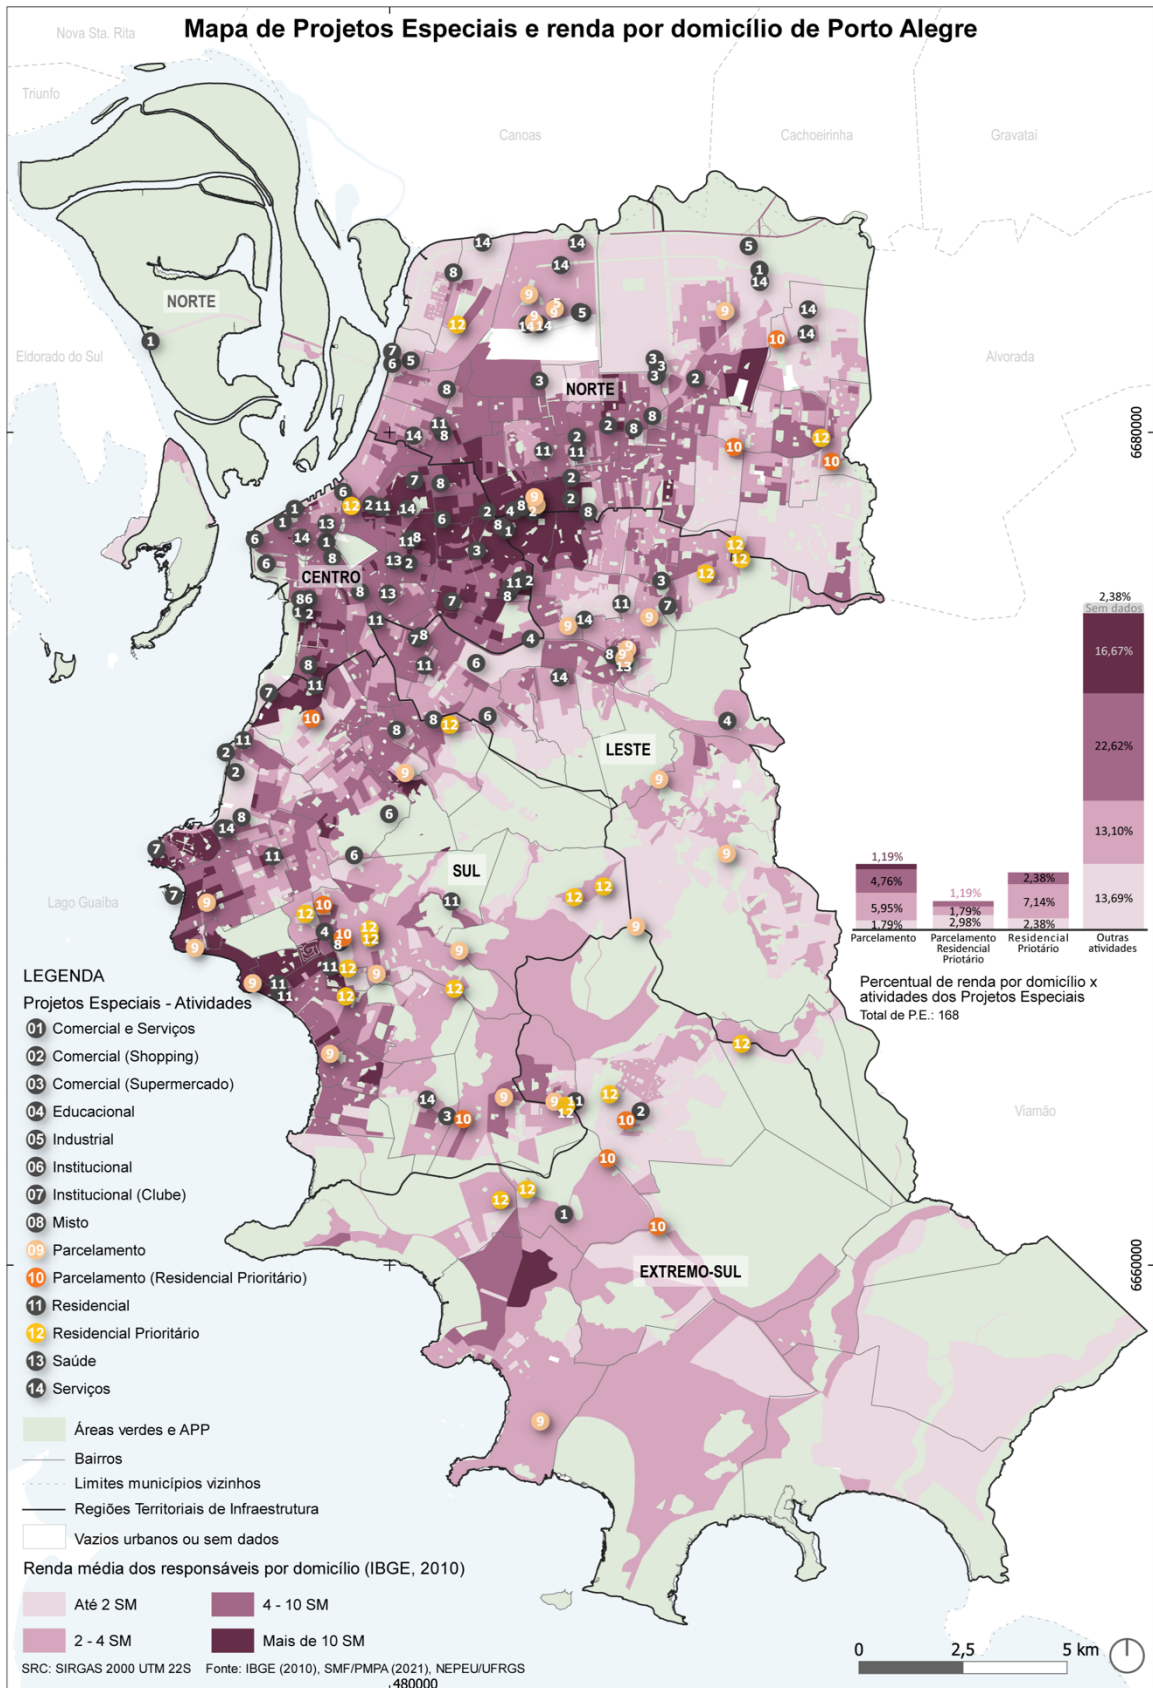 Mapa de Projetos Especiais e renda por domicílio de Porto Alegre
Nova Sta. Rita
Triunfo
Canoas
Cachoeirinha
Gravataí
NORTE
Eldorado do Sul
Alvorada
NORTE
6680000
CENTRO
LESTE
SUL
Lago Guaíba
Viamão
EXTREMO-SUL
6660000
2,38%
Sem dados
16,67%
22,62%
13,10%
13,69%
1,19%
4,76%
5,95%
1,79%
1,19%
1,79%
2,98%
2,38%
7,14%
2,38%
Parcelamento
Parcelamento Residencial Priotário
Residencial Priotário
Outras atividades
Percentual de renda por domicílio x
atividades dos Projetos Especiais
Total de P.E.: 168
LEGENDA
Projetos Especiais - Atividades
01 Comercial e Serviços
02 Comercial (Shopping)
03 Comercial (Supermercado)
04 Educacional
05 Industrial
06 Institucional
07 Institucional (Clube)
08 Misto
09 Parcelamento
10 Parcelamento (Residencial Prioritário)
11 Residencial
12 Residencial Prioritário
13 Saúde
14 Serviços
Áreas verdes e APP
Bairros
Limites municípios vizinhos
Regiões Territoriais de Infraestrutura
Vazios urbanos ou sem dados
Renda média dos responsáveis por domicílio (IBGE, 2010)
Até 2 SM
4 - 10 SM
2 - 4 SM
Mais de 10 SM
SRC: SIRGAS 2000 UTM 22S Fonte: IBGE (2010), SMF/PMPA (2021), NEPEU/UFRGS
480000
0 2,5 5 km